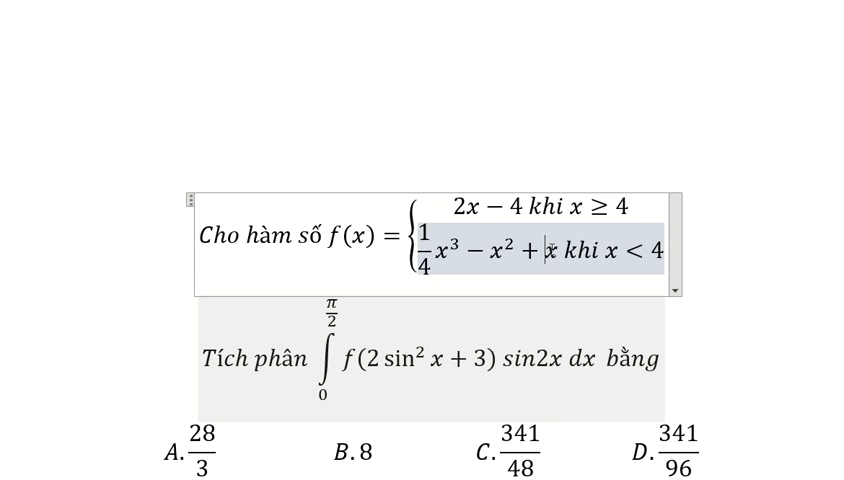 Cho hàm số f(x) = { 2x − 4 khi x ≥ 4
1/4 x³ − x² + x khi x < 4
Tích phân ∫₀^(π/2) f(2 sin² x + 3) sin2x dx bằng
A. 28/3 B. 8 C. 341/48 D. 341/96